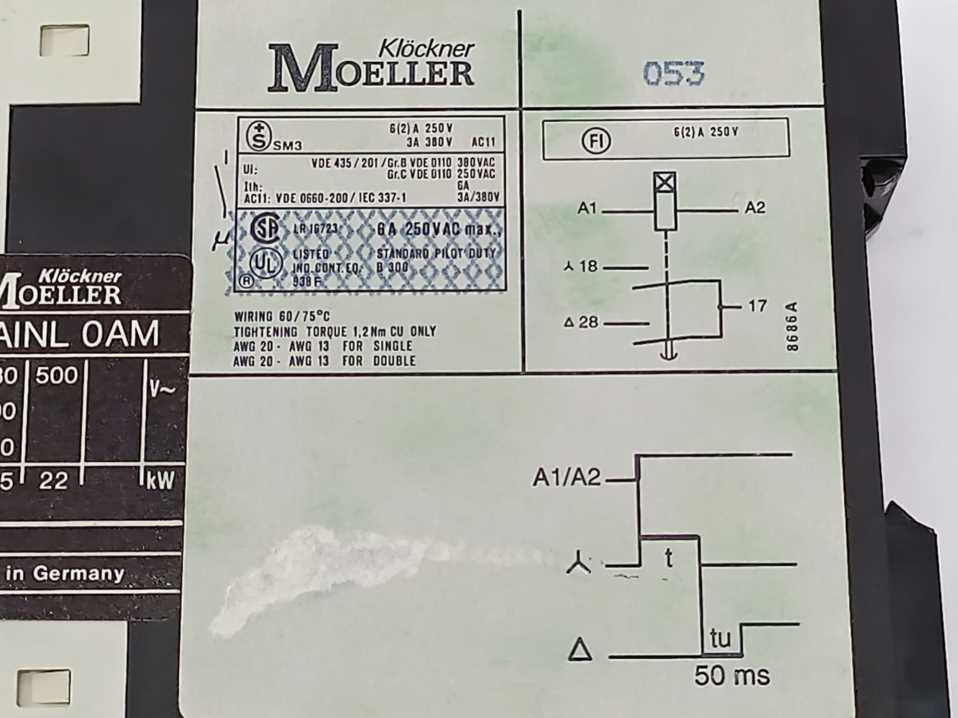 Klöckner
MOELLER
053
+
S SM3
6(2)A 250V
3A 380V AC11
Ui: VDE 435/201/Gr.B VDE 0110 380VAC
Gr.C VDE 0110 250VAC
Ith: 6A
AC11: VDE 0660-200/IEC 337-1 3A/380V
μ
SA LR 16723 6A 250VAC max.,
UL LISTED STANDARD PILOT DUTY
IND.CONT.EQ. B 300
® 938F
WIRING 60/75°C
TIGHTENING TORQUE 1,2Nm CU ONLY
AWG 20 - AWG 13 FOR SINGLE
AWG 20 - AWG 13 FOR DOUBLE
FI 6(2)A 250V
A1 A2
18
17
Δ 28
8686A
Klöckner
MOELLER
AINL 0AM
500 V~
22 kW
in Germany
A1/A2
t
Δ tu
50 ms